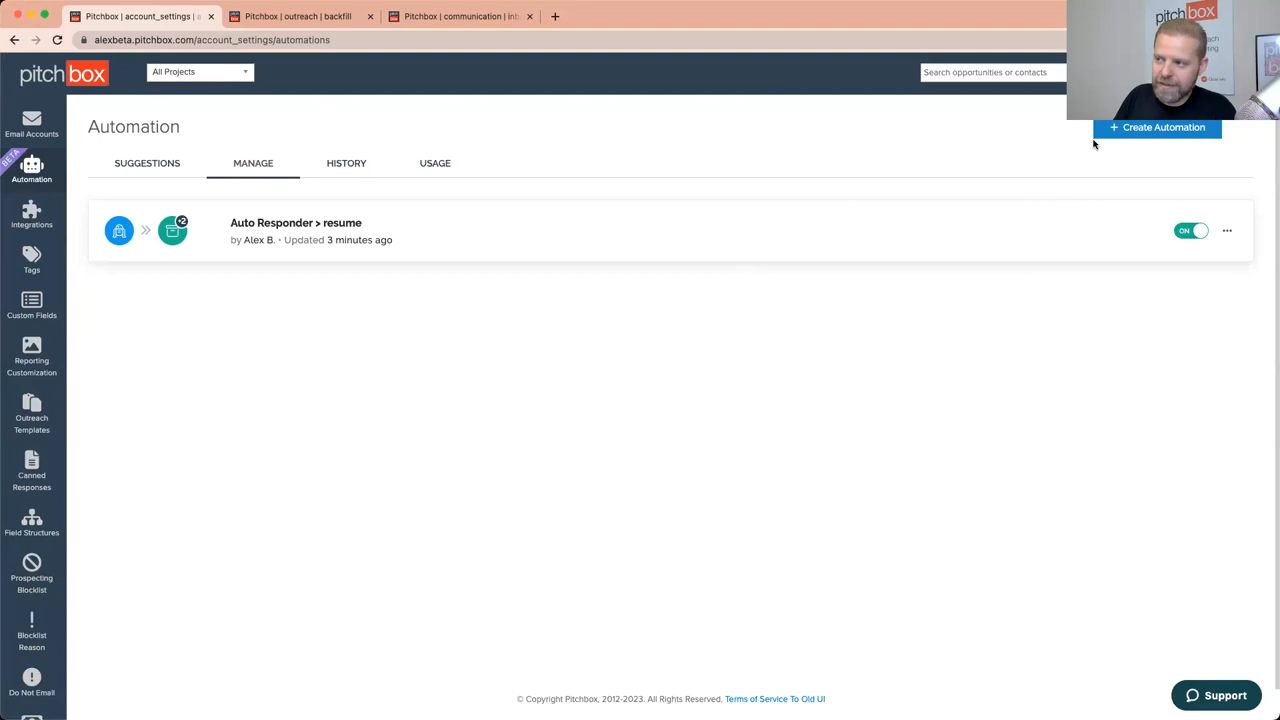 Pitchbox | account_settings | a
Pitchbox | outreach | backfill
Pitchbox | communication | inb
alexbeta.pitchbox.com/account_settings/automations
pitchbox
All Projects
Search opportunities or contacts
pitchbox
Email Accounts
BETA
Automation
Integrations
Tags
Custom Fields
Reporting
Customization
Outreach
Templates
Canned
Responses
Field Structures
Prospecting
Blocklist
Blocklist
Reason
Do Not Email
Automation
+ Create Automation
SUGGESTIONS
MANAGE
HISTORY
USAGE
+2
Auto Responder > resume
by Alex B. • Updated 3 minutes ago
ON
© Copyright Pitchbox, 2012-2023. All Rights Reserved. Terms of Service To Old UI
Support